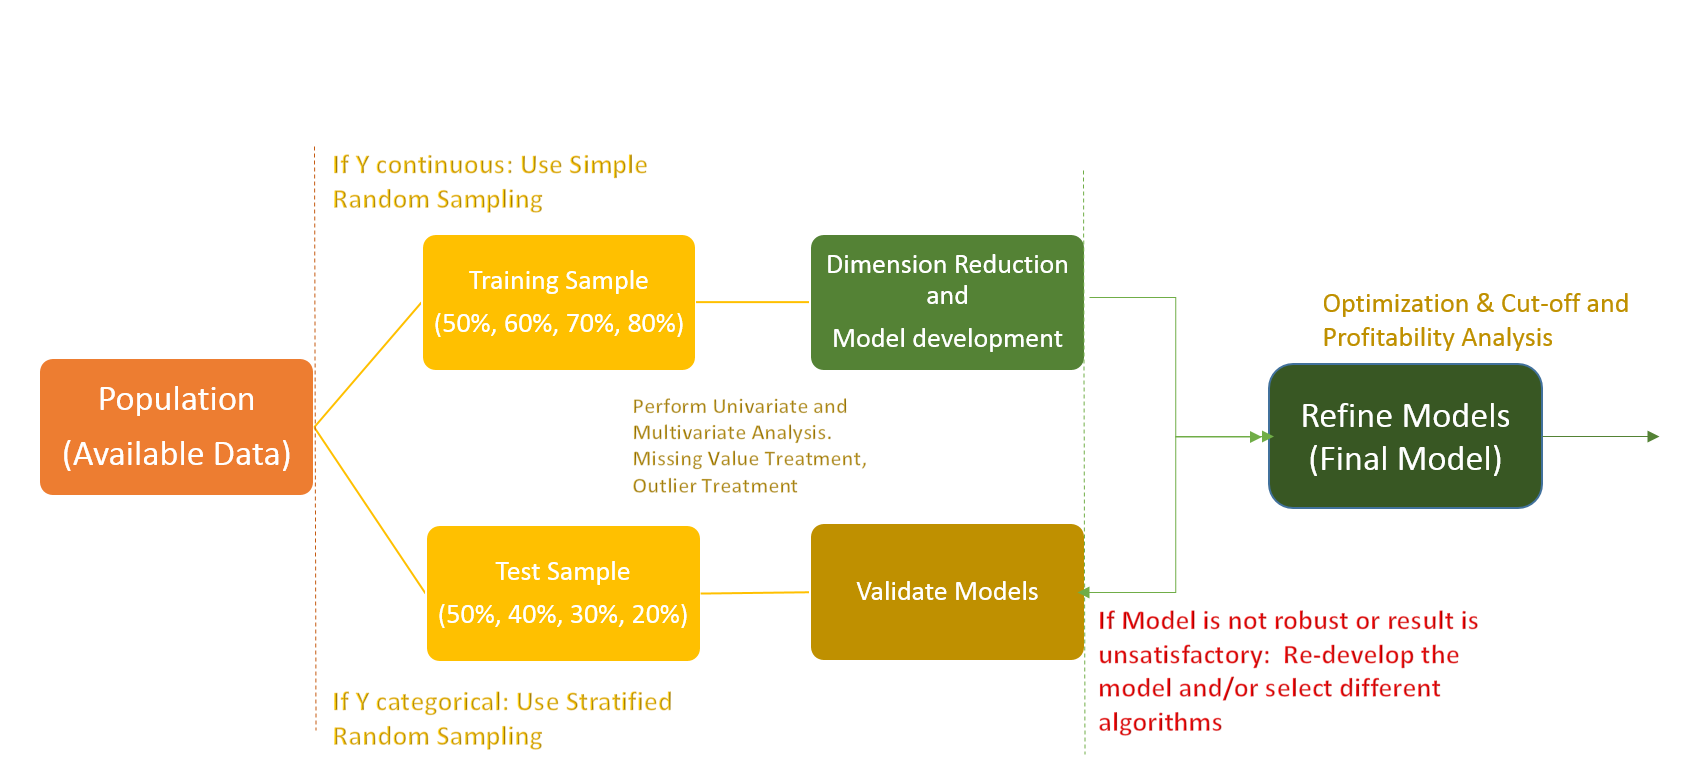 If Y continuous: Use Simple
Random Sampling
Training Sample
(50%, 60%, 70%, 80%)
Dimension Reduction
and
Model development
Optimization & Cut-off and
Profitability Analysis
Population
(Available Data)
Perform Univariate and
Multivariate Analysis.
Missing Value Treatment,
Outlier Treatment
Refine Models
(Final Model)
Test Sample
(50%, 40%, 30%, 20%)
Validate Models
If Model is not robust or result is
unsatisfactory:  Re-develop the
model and/or select different
algorithms
If Y categorical: Use Stratified
Random Sampling